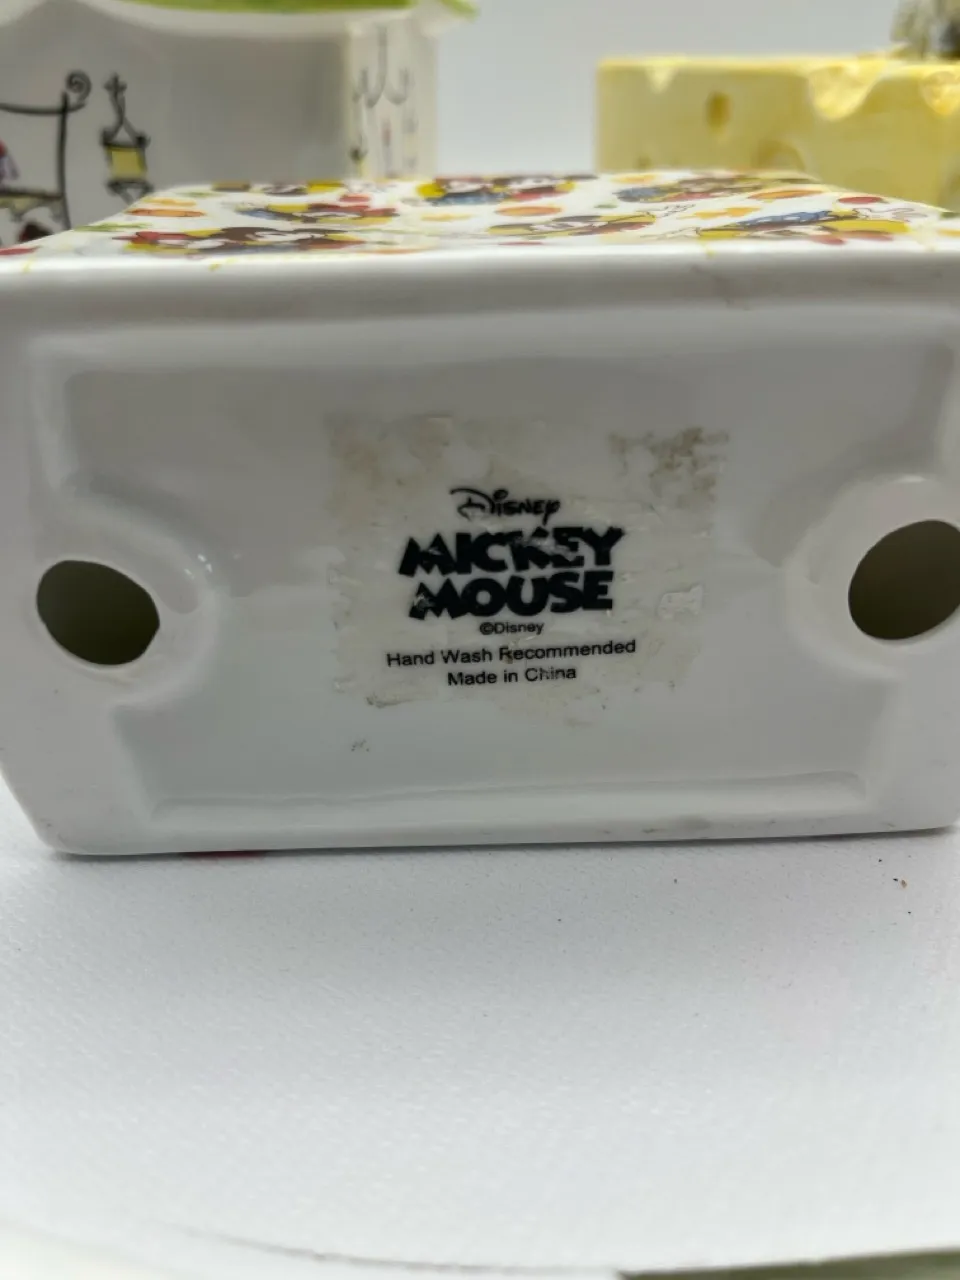 Disney
MICKEY
MOUSE
©Disney
Hand Wash Recommended
Made in China